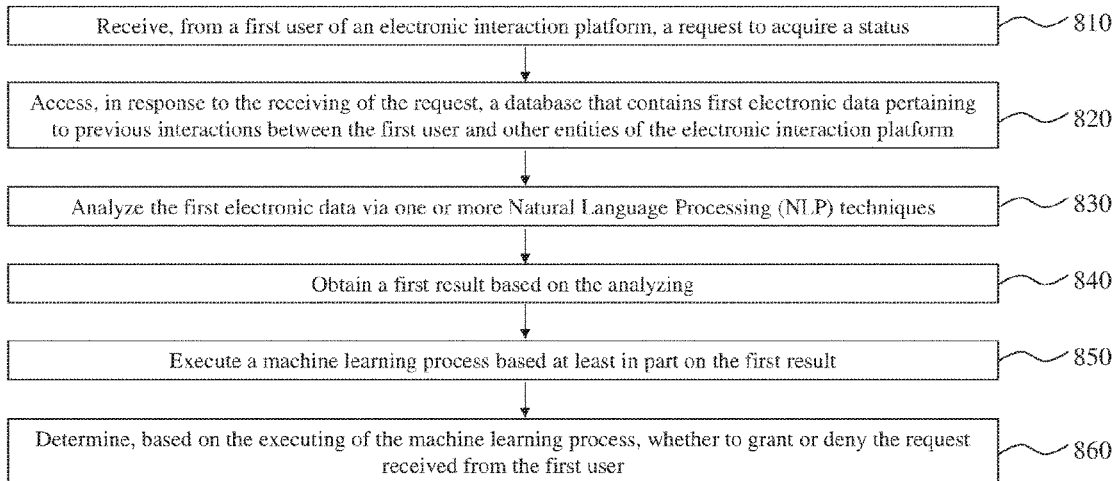 Receive, from a first user of an electronic interaction platform, a request to acquire a status
810
Access, in response to the receiving of the request, a database that contains first electronic data pertaining
to previous interactions between the first user and other entities of the electronic interaction platform
820
Analyze the first electronic data via one or more Natural Language Processing (NLP) techniques
830
Obtain a first result based on the analyzing
840
Execute a machine learning process based at least in part on the first result
850
Determine, based on the executing of the machine learning process, whether to grant or deny the request
received from the first user
860